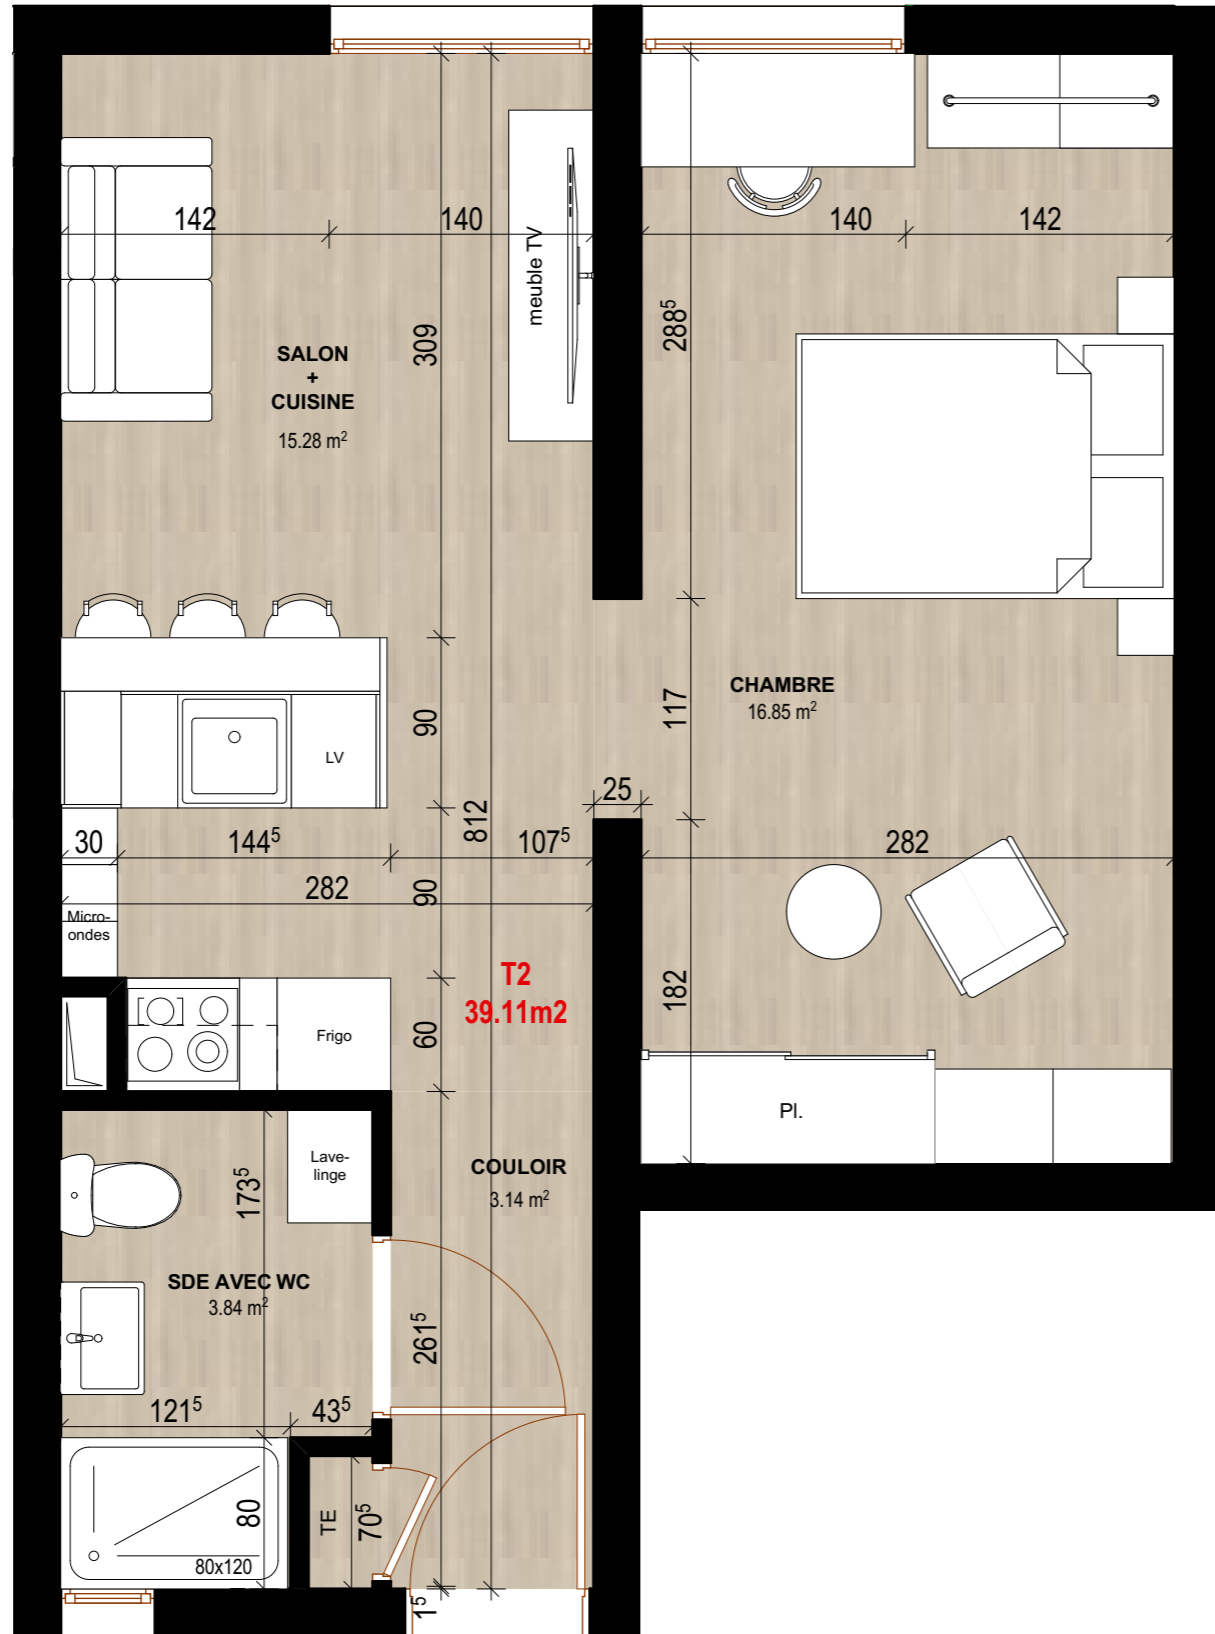 142
140
140
142
meuble TV
309
288⁵
SALON
+
CUISINE
15.28 m²
CHAMBRE
16.85 m²
117
90
LV
25
812
30
144⁵
107⁵
282
282
90
Micro-
ondes
T2
39.11m2
182
60
Frigo
Pl.
Lave-
linge
173⁵
COULOIR
3.14 m²
SDE AVEC WC
3.84 m²
261⁵
121⁵
43⁵
80
TE
70⁵
80x120
1⁵